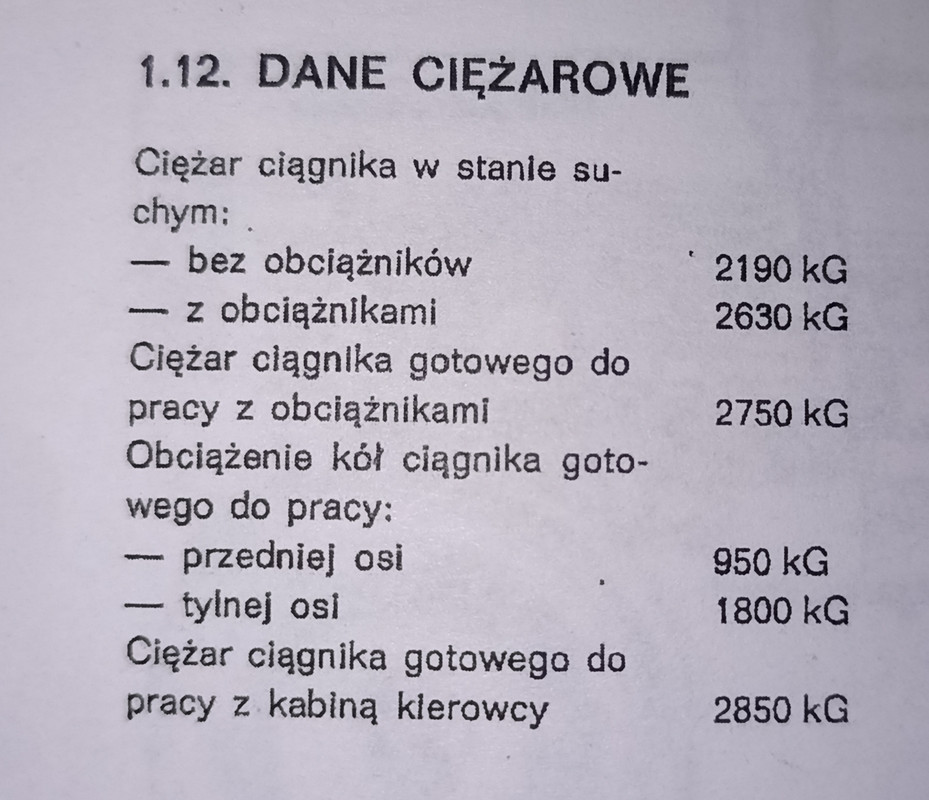 1.12. DANE CIĘŻAROWE
Ciężar ciągnika w stanie su-
chym:
— bez obciążników 2190 kG
— z obciążnikami 2630 kG
Ciężar ciągnika gotowego do
pracy z obciążnikami 2750 kG
Obciążenie kół ciągnika goto-
wego do pracy:
— przedniej osi 950 kG
— tylnej osi 1800 kG
Ciężar ciągnika gotowego do
pracy z kabiną kierowcy 2850 kG